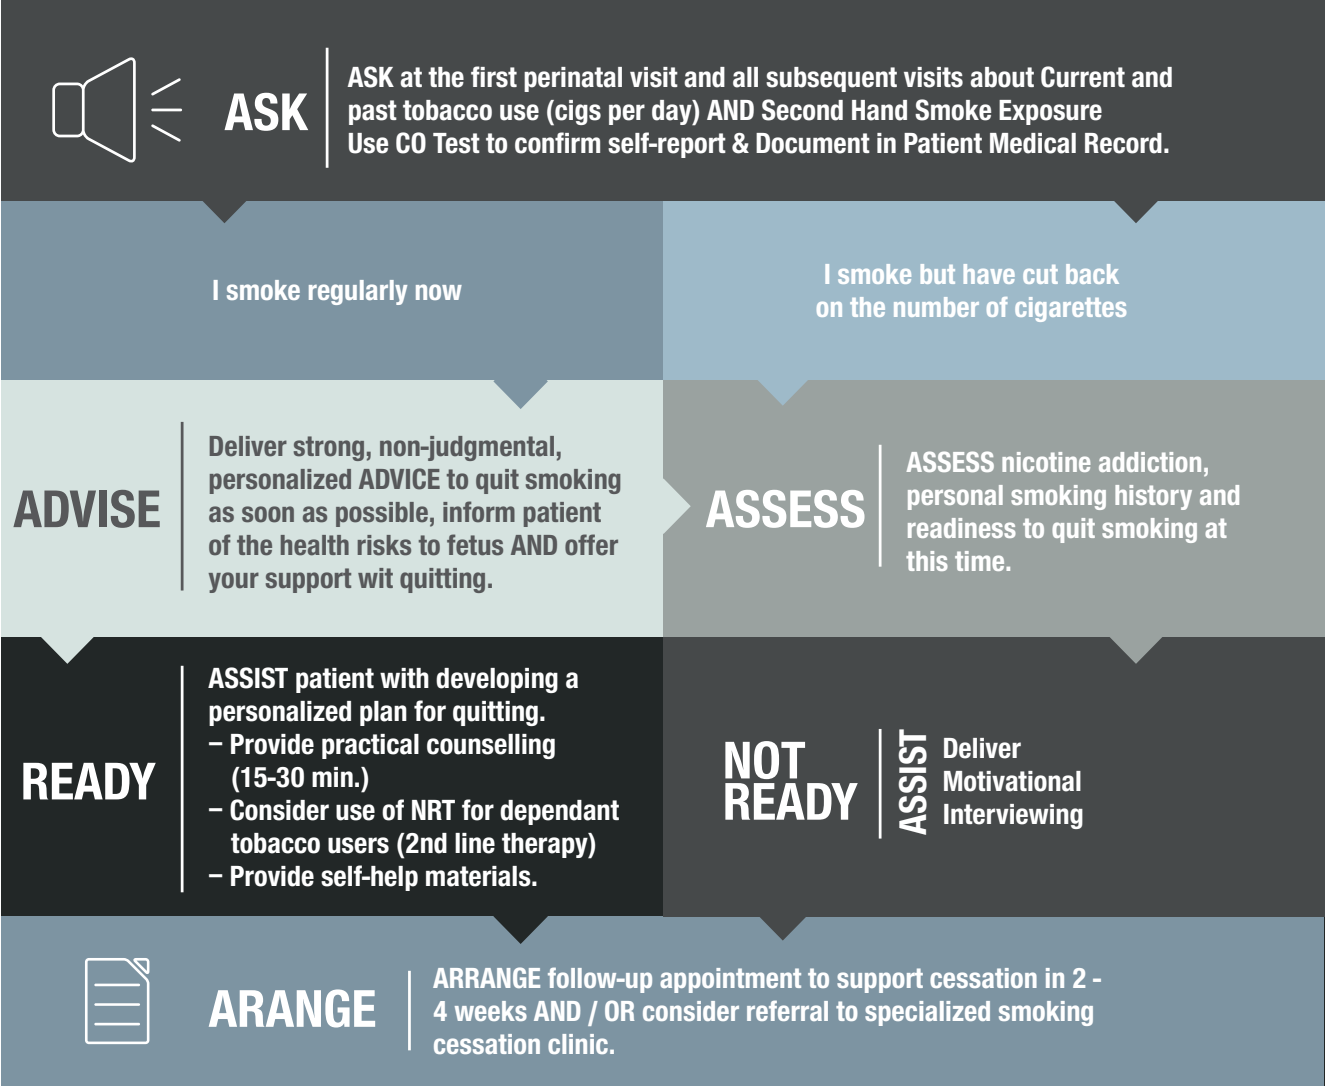 ASK
ASK at the first perinatal visit and all subsequent visits about Current and
past tobacco use (cigs per day) AND Second Hand Smoke Exposure
Use CO Test to confirm self-report & Document in Patient Medical Record.
I smoke regularly now
I smoke but have cut back
on the number of cigarettes
ADVISE
Deliver strong, non-judgmental,
personalized ADVICE to quit smoking
as soon as possible, inform patient
of the health risks to fetus AND offer
your support wit quitting.
ASSESS
ASSESS nicotine addiction,
personal smoking history and
readiness to quit smoking at
this time.
READY
ASSIST patient with developing a
personalized plan for quitting.
– Provide practical counselling
(15-30 min.)
– Consider use of NRT for dependant
tobacco users (2nd line therapy)
– Provide self-help materials.
NOT
READY
ASSIST
Deliver
Motivational
Interviewing
ARANGE
ARRANGE follow-up appointment to support cessation in 2 -
4 weeks AND / OR consider referral to specialized smoking
cessation clinic.